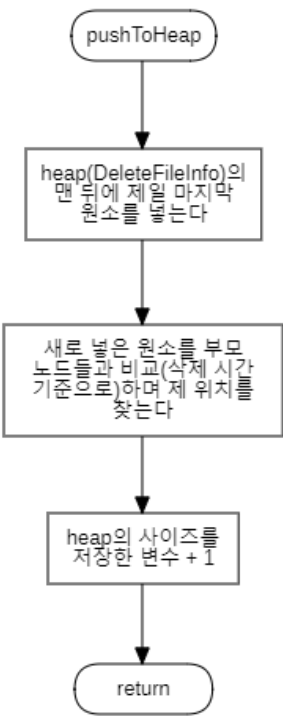 pushToHeap
heap(DeleteFileInfo)의
맨 뒤에 제일 마지막
원소를 넣는다
새로 넣은 원소를 부모
노드들과 비교(삭제 시간
기준으로)하며 제 위치를
찾는다
heap의 사이즈를
저장한 변수 + 1
return